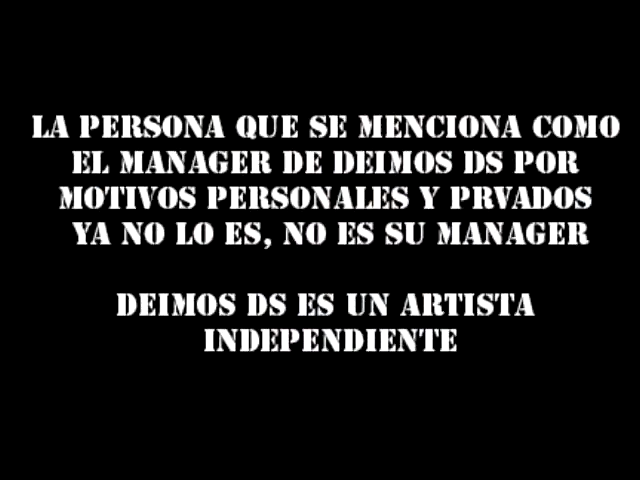 LA PERSONA QUE SE MENCIONA COMO
EL MANAGER DE DEIMOS DS POR
MOTIVOS PERSONALES Y PRVADOS
YA NO LO ES, NO ES SU MANAGER
DEIMOS DS ES UN ARTISTA
INDEPENDIENTE